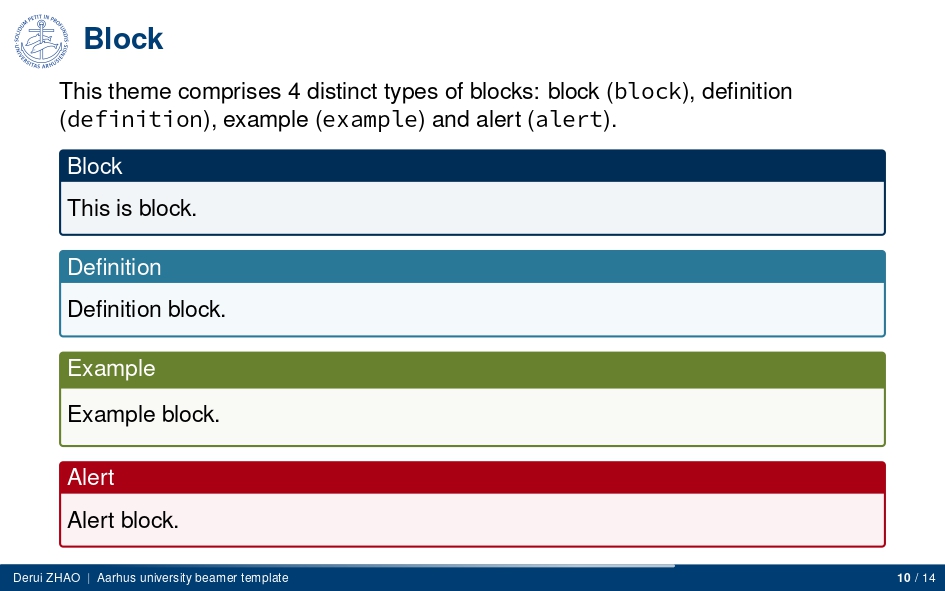 SOLIDUM PETIT IN PROFUNDIS
UNIVERSITAS ARHUSIENSIS
Block
This theme comprises 4 distinct types of blocks: block (block), definition
(definition), example (example) and alert (alert).
Block
This is block.
Definition
Definition block.
Example
Example block.
Alert
Alert block.
Derui ZHAO | Aarhus university beamer template
10 / 14